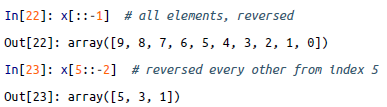 In[22]: x[::-1]  # all elements, reversed
Out[22]: array([9, 8, 7, 6, 5, 4, 3, 2, 1, 0])
In[23]: x[5::-2]  # reversed every other from index 5
Out[23]: array([5, 3, 1])